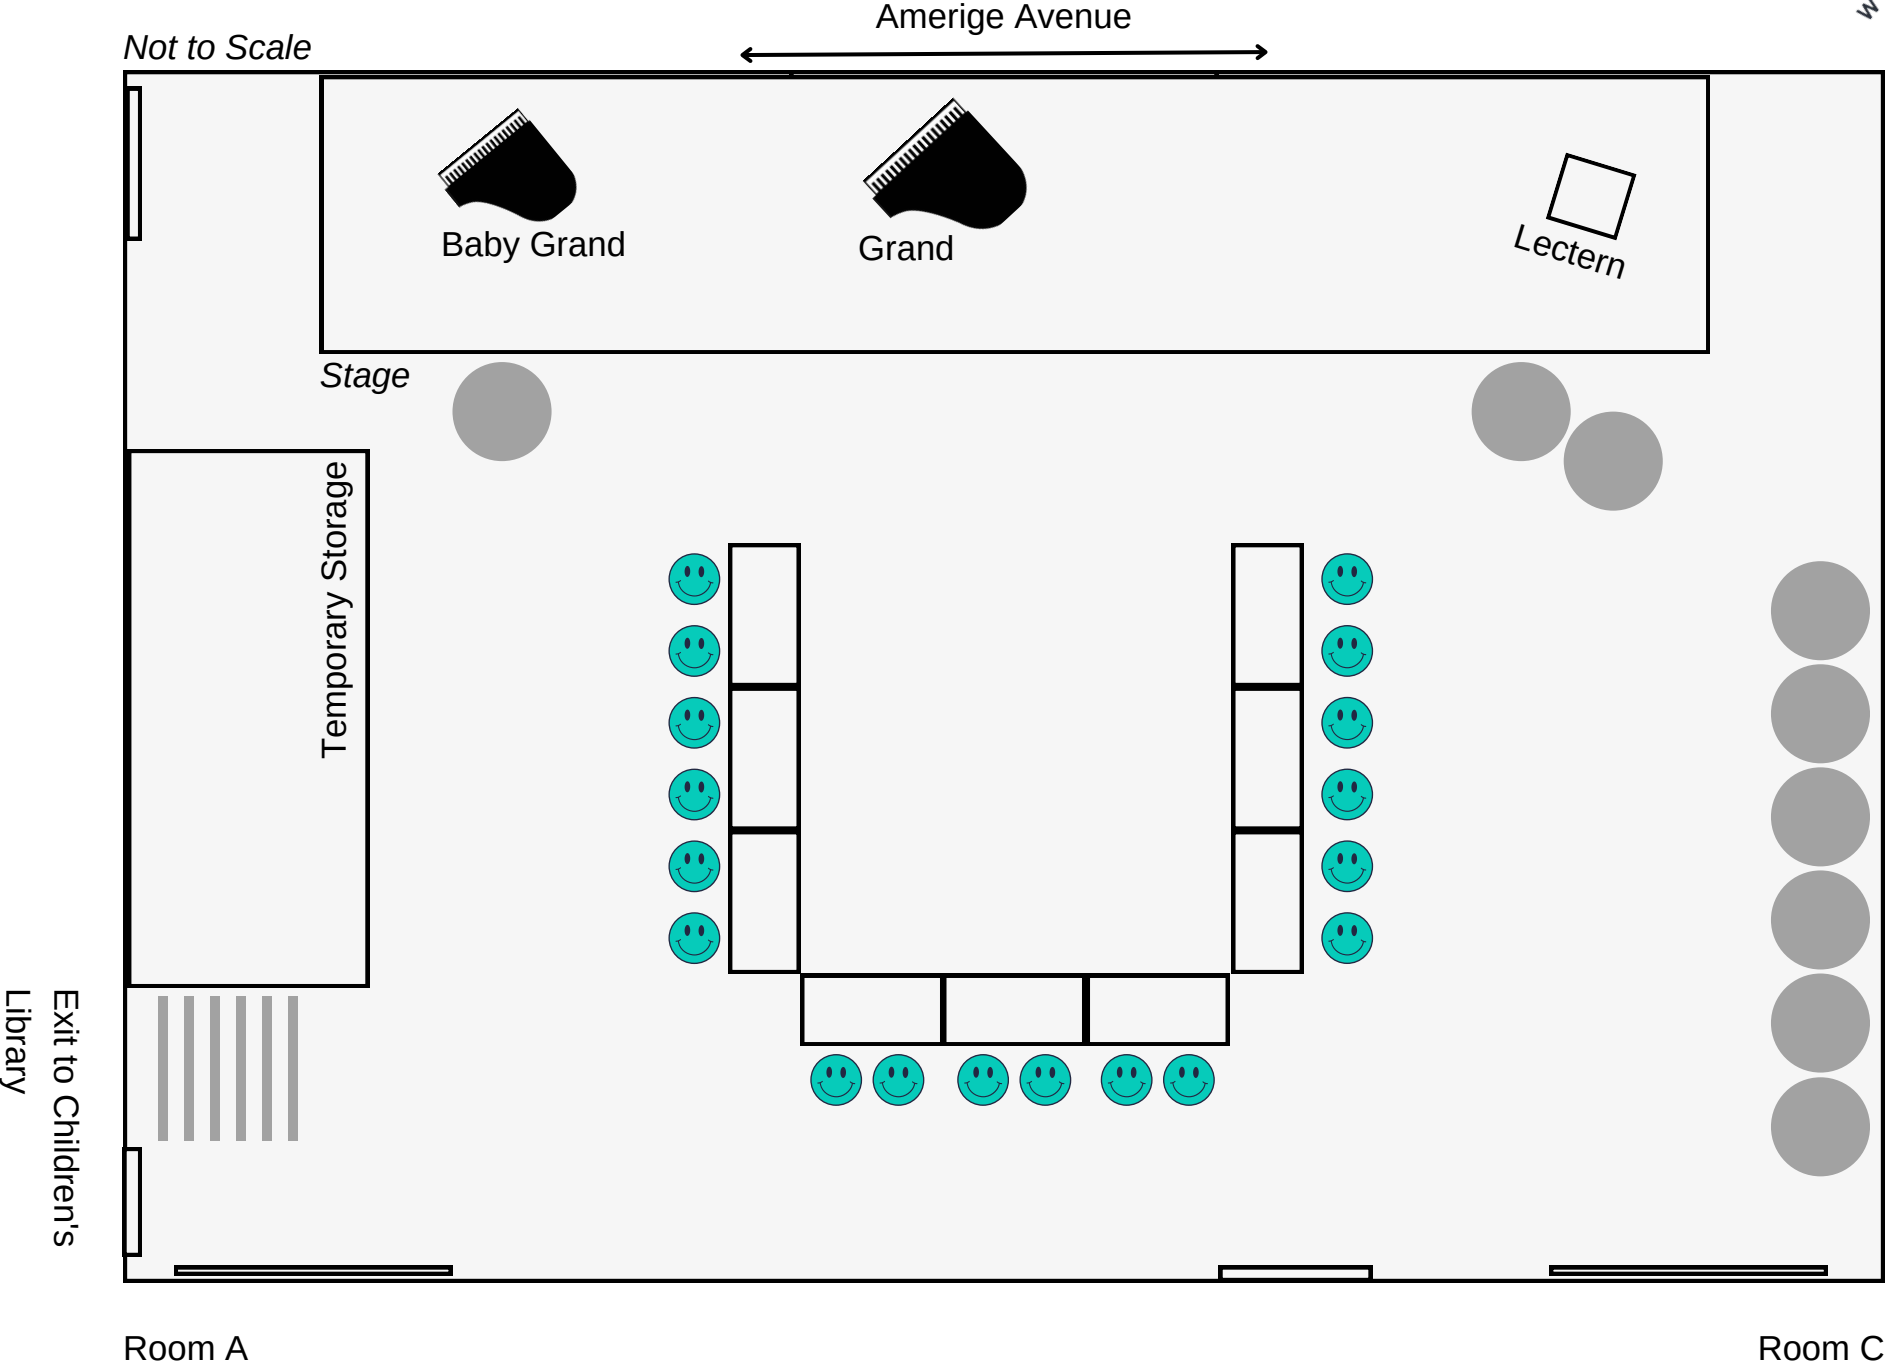 Amerige Avenue
Not to Scale
Baby Grand
Grand
Lectern
Stage
Temporary Storage
Exit to Children's
Library
Room A
Room C